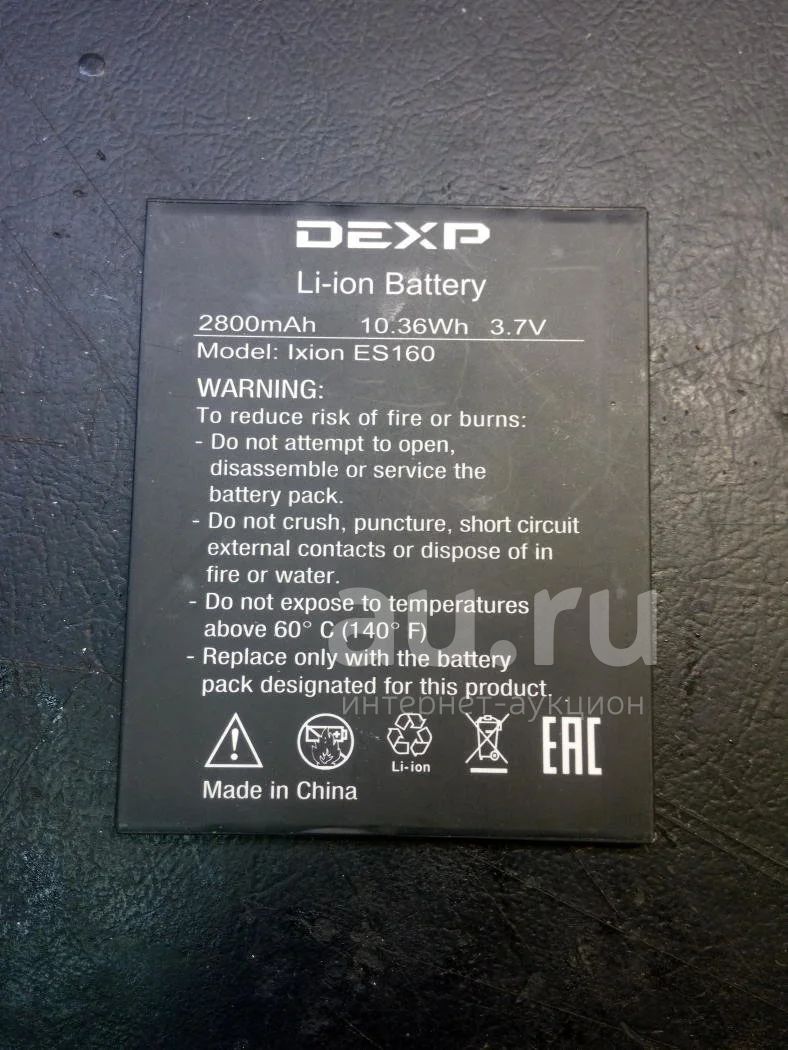 DEXP
Li-ion Battery
2800mAh 10.36Wh 3.7V
Model: Ixion ES160
WARNING:
To reduce risk of fire or burns:
- Do not attempt to open,
disassemble or service the
battery pack.
- Do not crush, puncture, short circuit
external contacts or dispose of in
fire or water.
- Do not expose to temperatures
above 60° C (140° F)
- Replace only with the battery
pack designated for this product.
au.ru
интернет-аукцион
Li-ion
EAC
Made in China